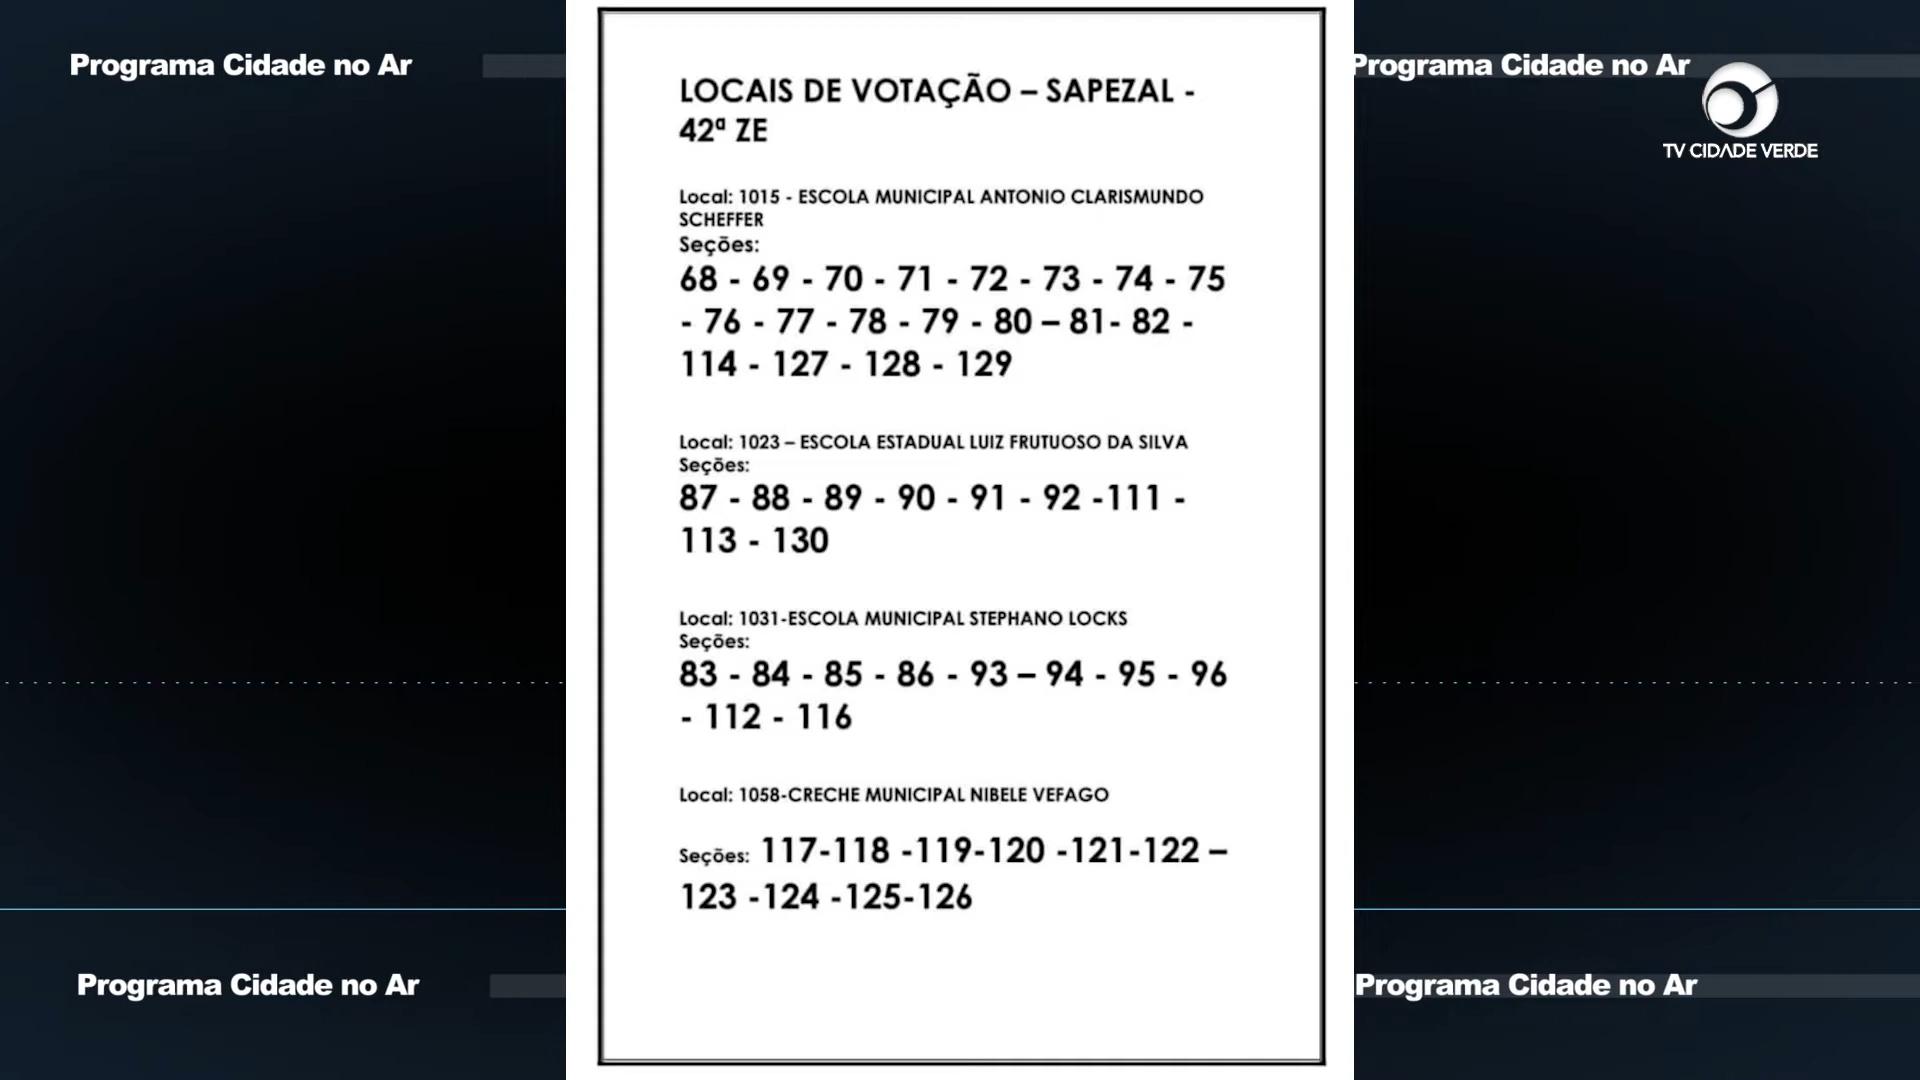 Programa Cidade no Ar
Programa Cidade no Ar
TV CIDADE VERDE
LOCAIS DE VOTAÇÃO – SAPEZAL -
42ª ZE
Local: 1015 - ESCOLA MUNICIPAL ANTONIO CLARISMUNDO
SCHEFFER
Seções:
68 - 69 - 70 - 71 - 72 - 73 - 74 - 75
- 76 - 77 - 78 - 79 - 80 – 81- 82 -
114 - 127 - 128 - 129
Local: 1023 – ESCOLA ESTADUAL LUIZ FRUTUOSO DA SILVA
Seções:
87 - 88 - 89 - 90 - 91 - 92 -111 -
113 - 130
Local: 1031-ESCOLA MUNICIPAL STEPHANO LOCKS
Seções:
83 - 84 - 85 - 86 - 93 – 94 - 95 - 96
- 112 - 116
Local: 1058-CRECHE MUNICIPAL NIBELE VEFAGO
Seções: 117-118 -119-120 -121-122 –
123 -124 -125-126
Programa Cidade no Ar
Programa Cidade no Ar